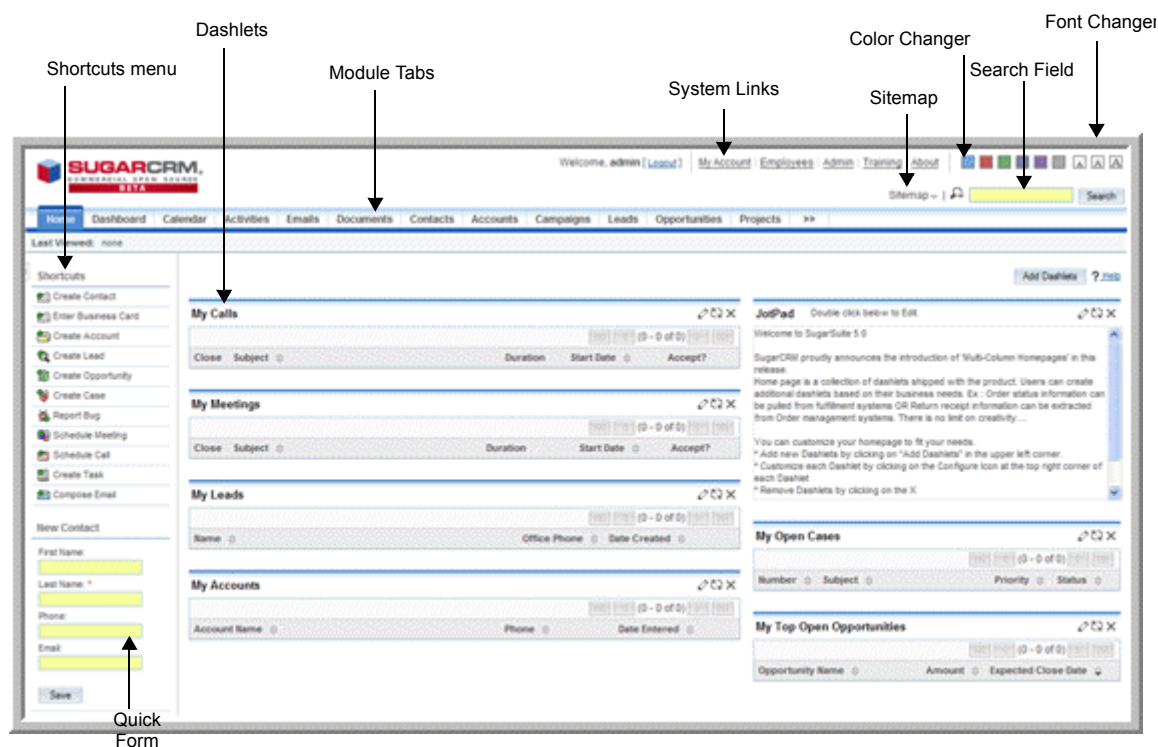 Font Changer
Dashlets
Color Changer
Shortcuts menu
Module Tabs
Search Field
System Links
Sitemap
SUGARCRM.
COMMERCIAL OPEN SOURCE
BETA
Welcome, admin [ Logout ] My Account Employees Admin Training About A A A
Sitemap | Search
Home Dashboard Calendar Activities Emails Documents Contacts Accounts Campaigns Leads Opportunities Projects >>
Last Viewed: none
Shortcuts
Create Contact
Enter Business Card
Create Account
Create Lead
Create Opportunity
Create Case
Report Bug
Schedule Meeting
Schedule Call
Create Task
Compose Email
New Contact
First Name:
Last Name: *
Phone:
Email:
Save
Quick
Form
Add Dashlets ? Help
My Calls
(0 - 0 of 0)
Close Subject Duration Start Date Accept?
My Meetings
(0 - 0 of 0)
Close Subject Duration Start Date Accept?
My Leads
(0 - 0 of 0)
Name Office Phone Date Created
My Accounts
(0 - 0 of 0)
Account Name Phone Date Entered
JotPad Double click below to Edit.
Welcome to SugarSuite 5.0
SugarCRM proudly announces the introduction of 'Multi-Column Homepages' in this
release.
Home page is a collection of dashlets shipped with the product. Users can create
additional dashlets based on their business needs. Ex : Order status information can
be pulled from fulfilment systems OR Return receipt information can be extracted
from Order management systems. There is no limit on creativity....
You can customize your homepage to fit your needs.
* Add new Dashlets by clicking on "Add Dashlets" in the upper left corner.
* Customize each Dashlet by clicking on the Configure Icon at the top right corner of
each Dashlet
* Remove Dashlets by clicking on the X
My Open Cases
(0 - 0 of 0)
Number Subject Priority Status
My Top Open Opportunities
(0 - 0 of 0)
Opportunity Name Amount Expected Close Date